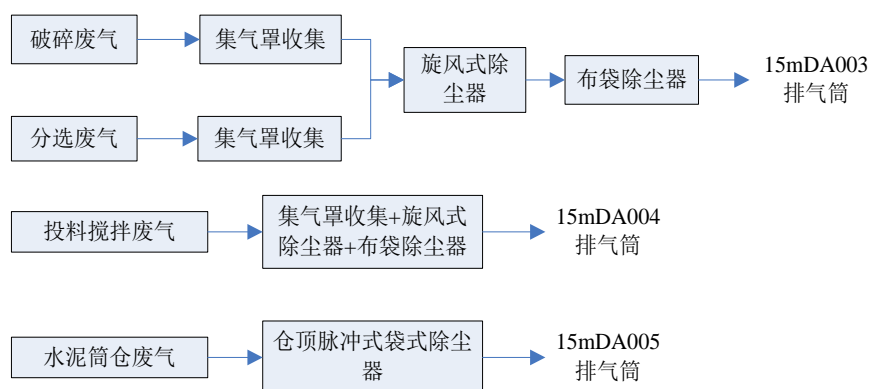 破碎废气
集气罩收集
旋风式除
尘器
布袋除尘器
15mDA003
排气筒
分选废气
集气罩收集
投料搅拌废气
集气罩收集+旋风式
除尘器+布袋除尘器
15mDA004
排气筒
水泥筒仓废气
仓顶脉冲式袋式除尘
器
15mDA005
排气筒